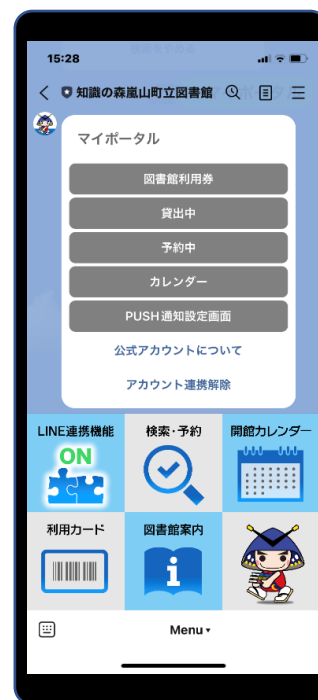 15:28
知識の森嵐山町立図書館
マイポータル
図書館利用券
貸出中
予約中
カレンダー
PUSH通知設定画面
公式アカウントについて
アカウント連携解除
LINE連携機能
ON
検索・予約
開館カレンダー
利用カード
図書館案内
Menu